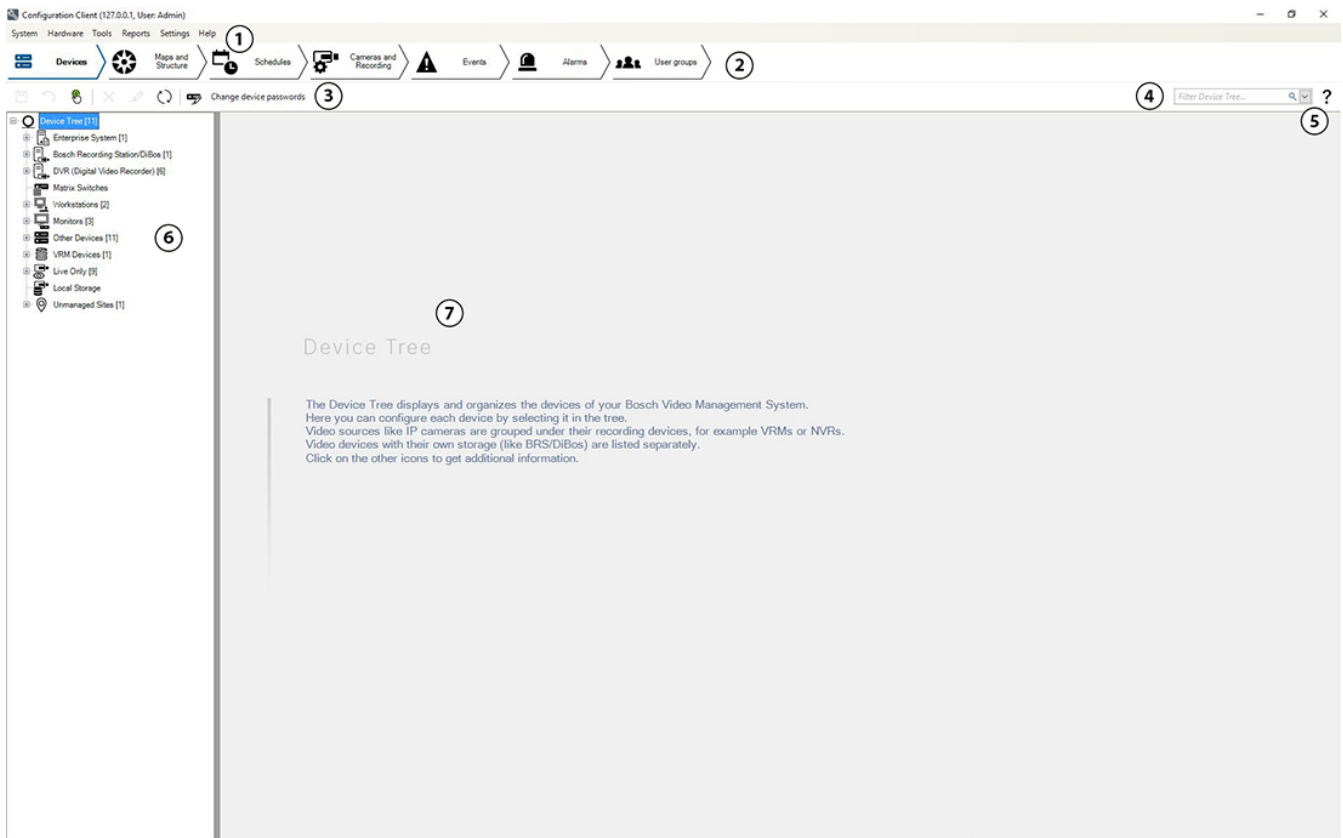 Configuration Client (127.0.0.1, User: Admin)
System Hardware Tools Reports Settings Help
1
Devices
Maps and
Structure
Schedules
Cameras and
Recording
Events
Alarms
User groups
2
Change device passwords
3
4
Filter Device Tree...
?
5
Device Tree [11]
Enterprise System [1]
Bosch Recording Station/DiBos [1]
DVR (Digital Video Recorder) [6]
Matrix Switches
Workstations [2]
Monitors [3]
Other Devices [11]
VRM Devices [1]
Live Only [9]
Local Storage
Unmanaged Sites [1]
6
7
Device Tree
The Device Tree displays and organizes the devices of your Bosch Video Management System.
Here you can configure each device by selecting it in the tree.
Video sources like IP cameras are grouped under their recording devices, for example VRMs or NVRs.
Video devices with their own storage (like BRS/DiBos) are listed separately.
Click on the other icons to get additional information.